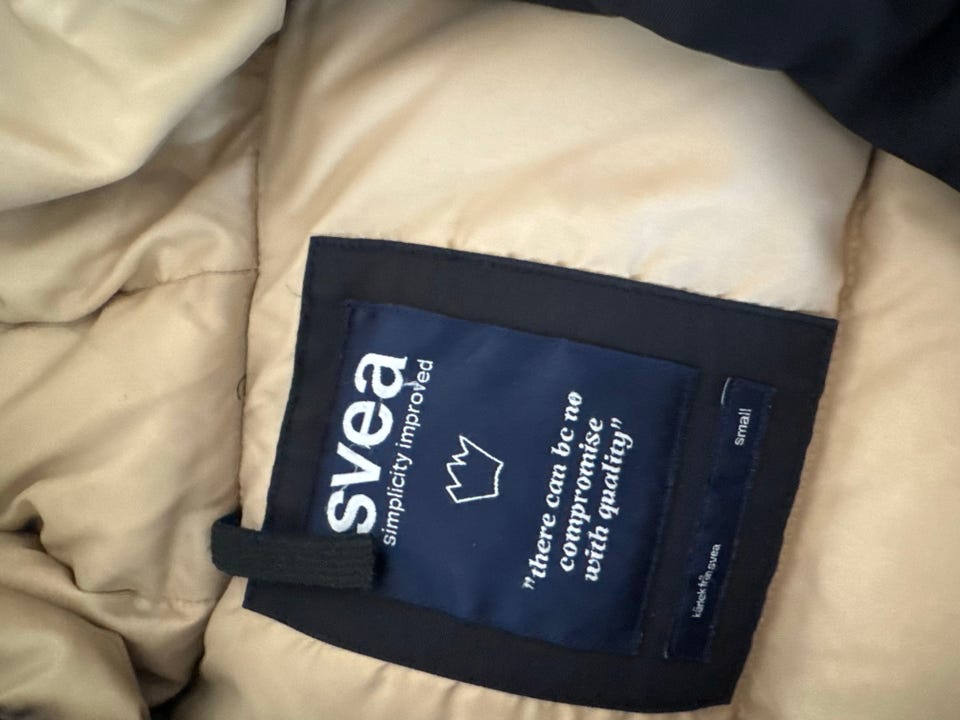 svea
simplicity improved
"there can be no
compromise
with quality"
kärlek från svea
small